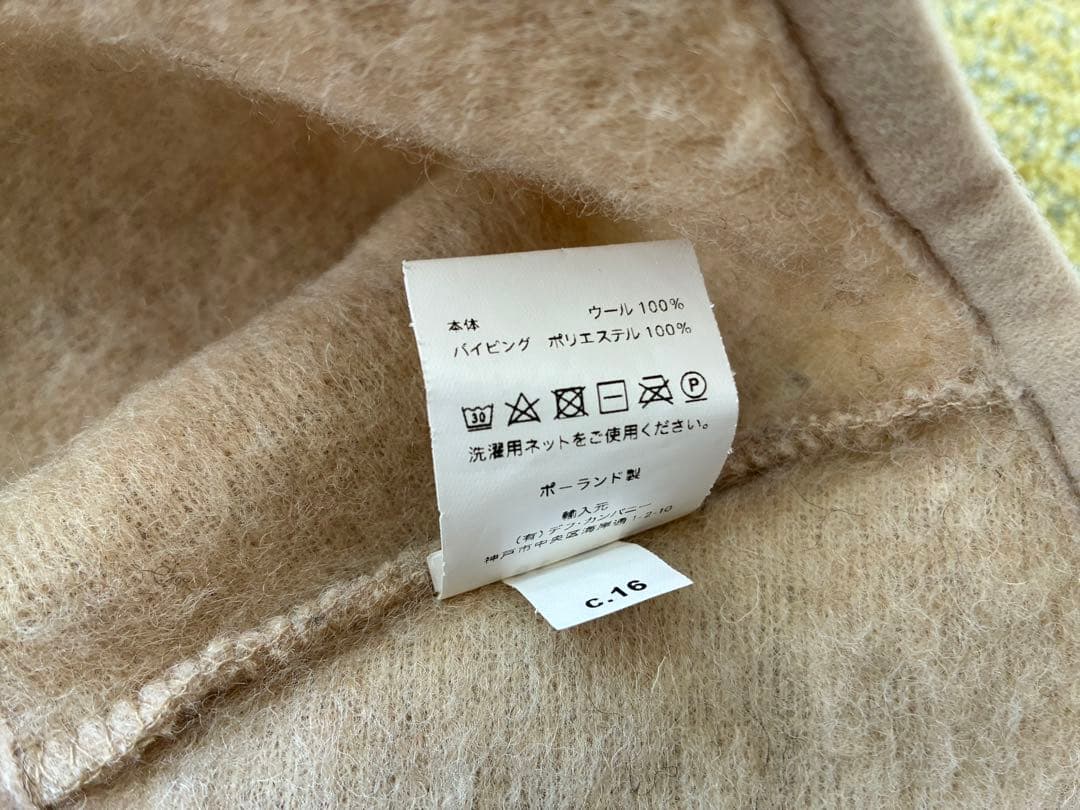 本体 ウール 100%
パイピング ポリエステル 100%
30 P
洗濯用ネットをご使用ください。
ポーランド製
輸入元
(有) デフ・カンパニー
神戸市中央区海岸通1-2-10
c.16